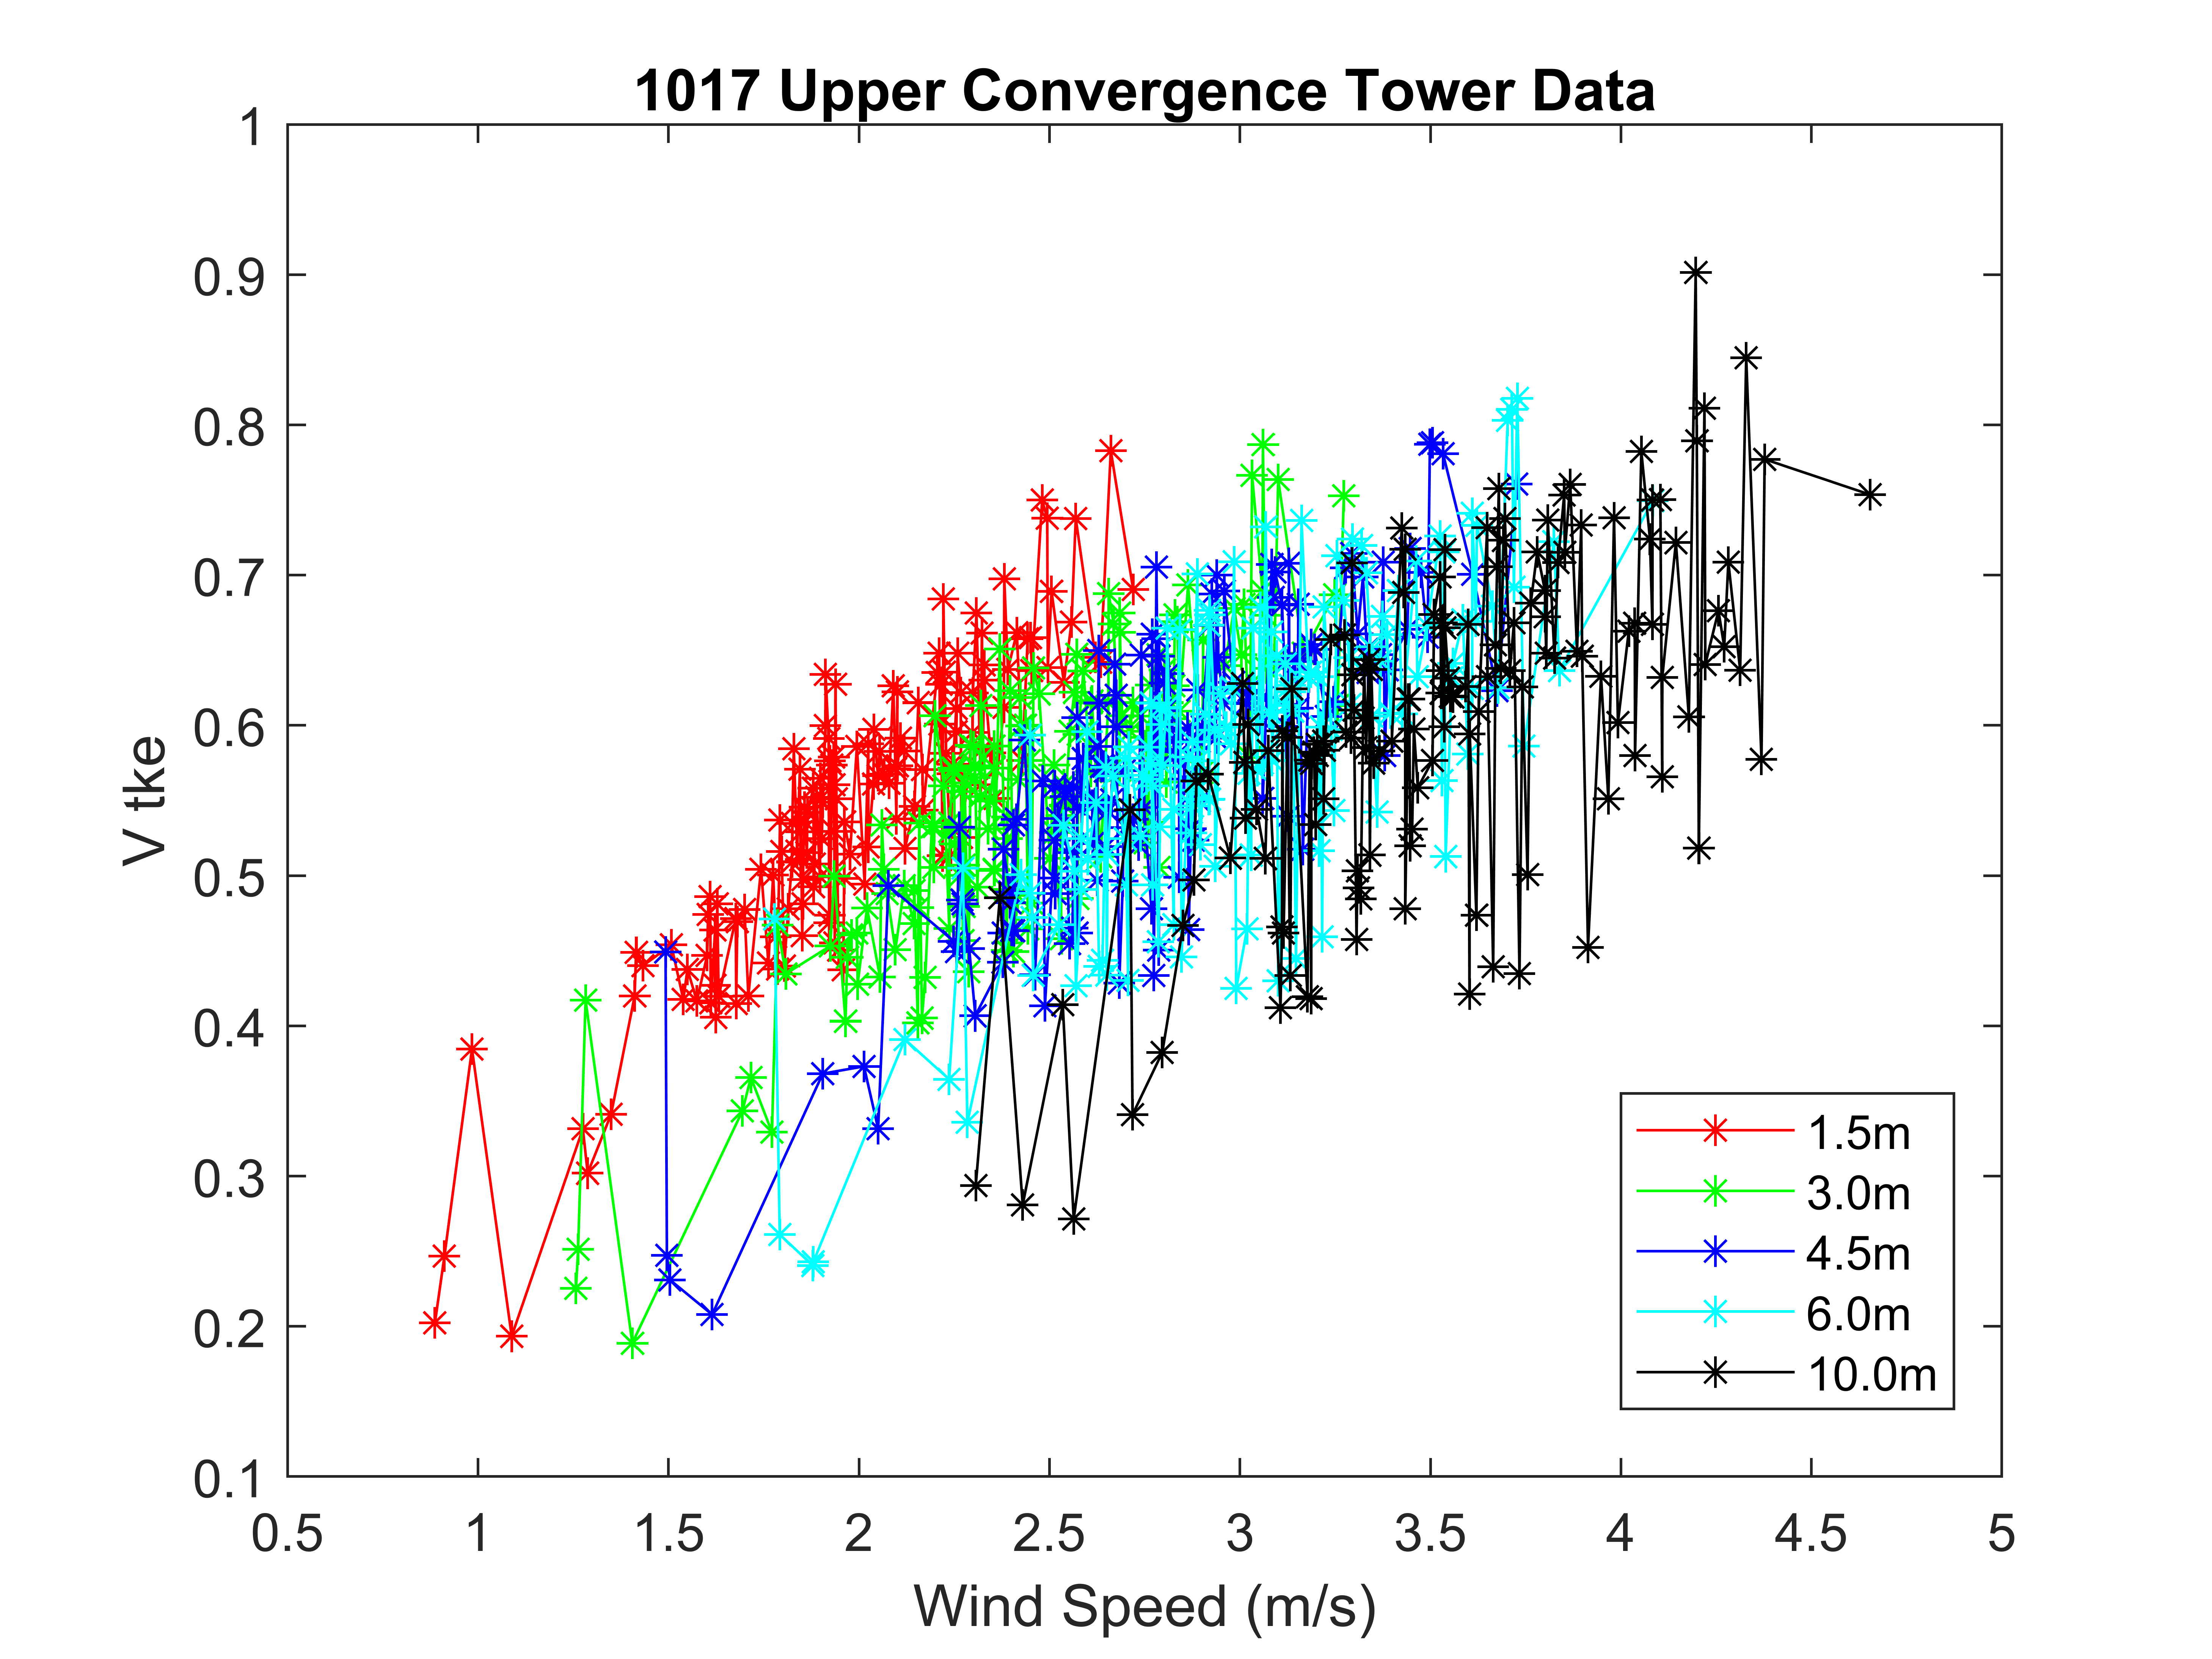 1017 Upper Convergence Tower Data
1
0.9
0.8
0.7
0.6
0.5
0.4
0.3
0.2
0.1
V tke
0.5 1 1.5 2 2.5 3 3.5 4 4.5 5
Wind Speed (m/s)
1.5m
3.0m
4.5m
6.0m
10.0m